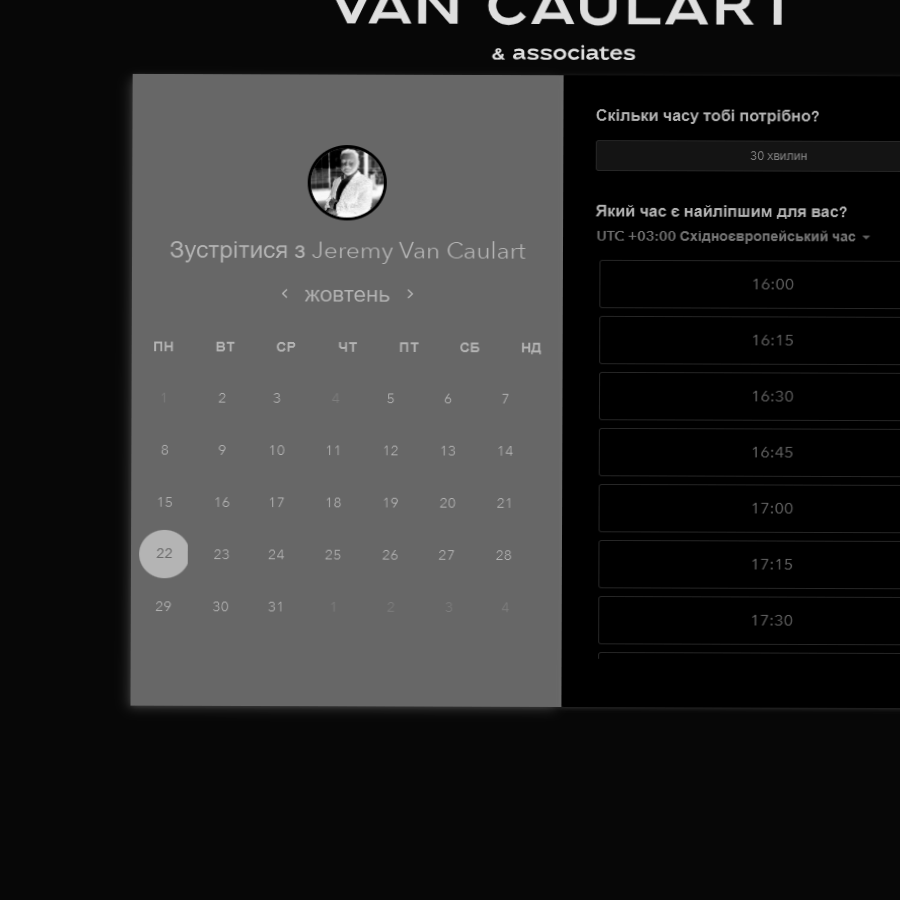 VAN CAULART
& associates
Зустрітися з Jeremy Van Caulart
жовтень
ПН ВТ СР ЧТ ПТ СБ НД
1 2 3 4 5 6 7
8 9 10 11 12 13 14
15 16 17 18 19 20 21
22 23 24 25 26 27 28
29 30 31 1 2 3 4
Скільки часу тобі потрібно?
30 хвилин
Який час є найліпшим для вас?
UTC +03:00 Східноєвропейський час
16:00
16:15
16:30
16:45
17:00
17:15
17:30